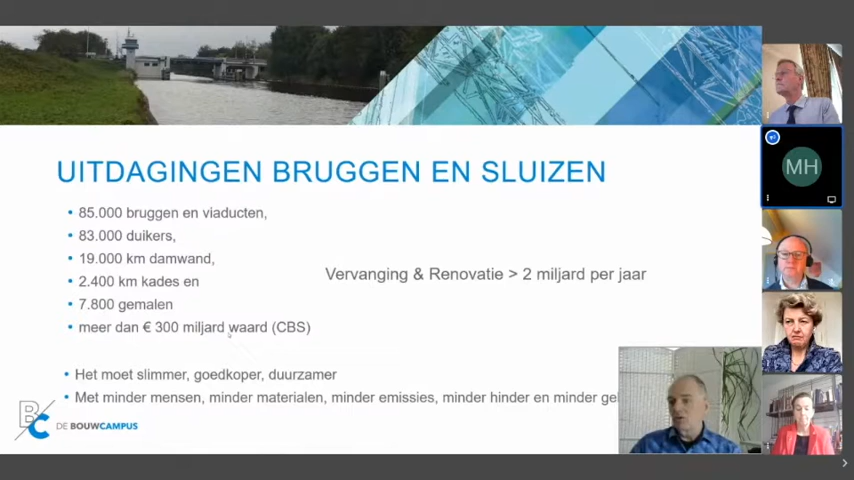 UITDAGINGEN BRUGGEN EN SLUIZEN
• 85.000 bruggen en viaducten,
• 83.000 duikers,
• 19.000 km damwand,
• 2.400 km kades en
• 7.800 gemalen
• meer dan € 300 miljard waard (CBS)
Vervanging & Renovatie > 2 miljard per jaar
• Het moet slimmer, goedkoper, duurzamer
• Met minder mensen, minder materialen, minder emissies, minder hinder en minder gel
BC DE BOUWCAMPUS
MH